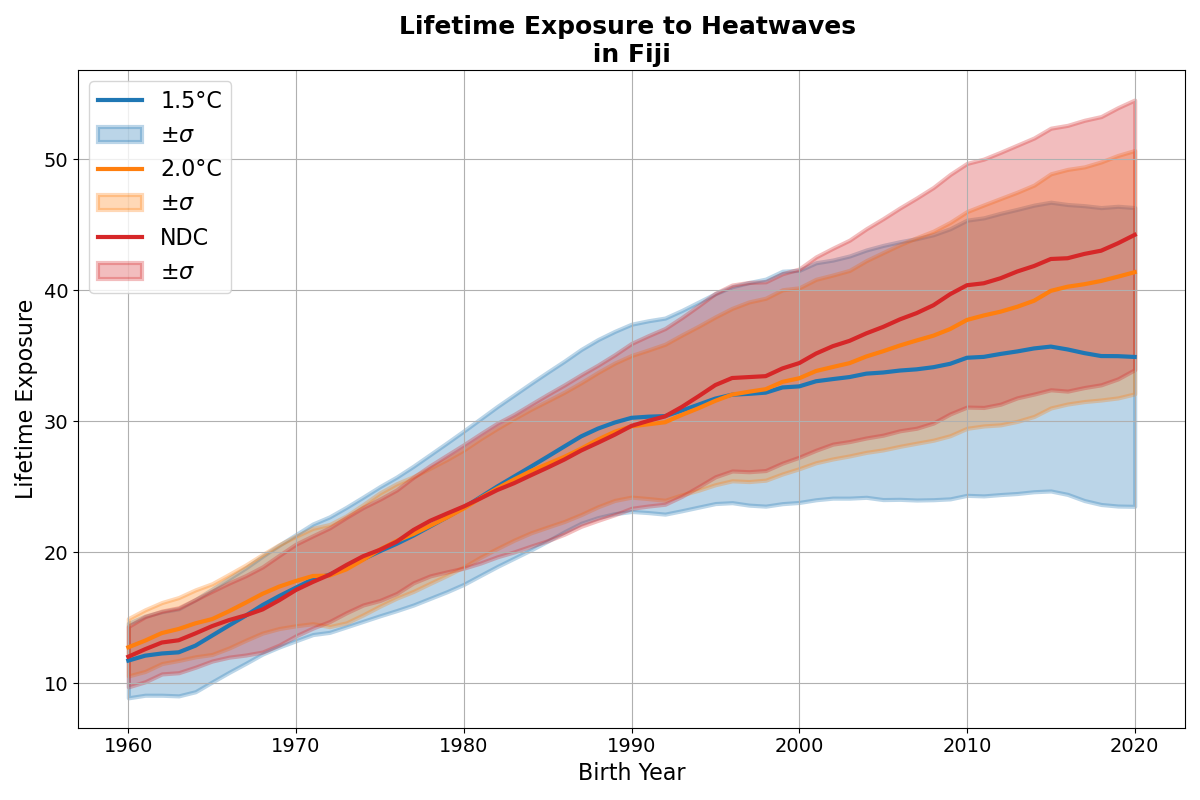 Lifetime Exposure to Heatwaves
in Fiji
1.5°C
±σ
2.0°C
±σ
NDC
±σ
50
40
30
20
10
Lifetime Exposure
1960 1970 1980 1990 2000 2010 2020
Birth Year